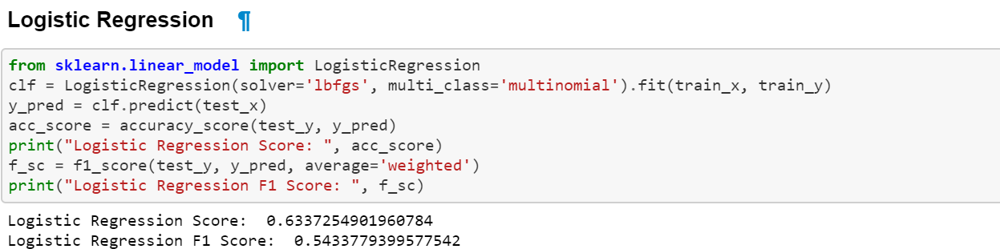 Logistic Regression ¶
from sklearn.linear_model import LogisticRegression
clf = LogisticRegression(solver='lbfgs', multi_class='multinomial').fit(train_x, train_y)
y_pred = clf.predict(test_x)
acc_score = accuracy_score(test_y, y_pred)
print("Logistic Regression Score: ", acc_score)
f_sc = f1_score(test_y, y_pred, average='weighted')
print("Logistic Regression F1 Score: ", f_sc)
Logistic Regression Score:  0.6337254901960784
Logistic Regression F1 Score:  0.5433779399577542